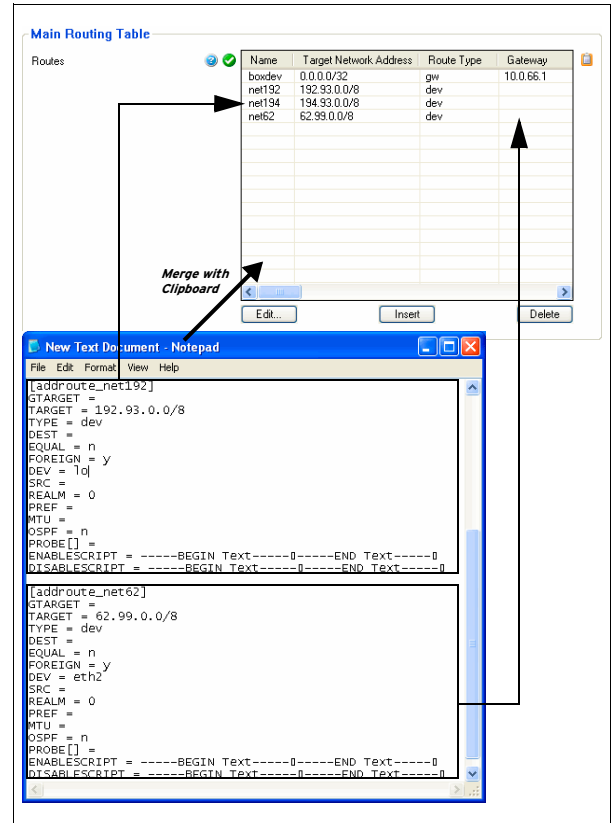 Main Routing Table
Routes
Name Target Network Address Route Type Gateway
boxdev 0.0.0.0/32 gw 10.0.66.1
net192 192.93.0.0/8 dev
net194 194.93.0.0/8 dev
net62 62.99.0.0/8 dev
Merge with
Clipboard
Edit... Insert Delete
New Text Document - Notepad
File Edit Format View Help
[addroute_net192]
GTARGET =
TARGET = 192.93.0.0/8
TYPE = dev
DEST =
EQUAL = n
FOREIGN = y
DEV = lo
SRC =
REALM = 0
PREF =
MTU =
OSPF = n
PROBE[] =
ENABLESCRIPT = -----BEGIN Text-----▯-----END Text-----▯
DISABLESCRIPT = -----BEGIN Text-----▯-----END Text-----▯
[addroute_net62]
GTARGET =
TARGET = 62.99.0.0/8
TYPE = dev
DEST =
EQUAL = n
FOREIGN = y
DEV = eth2
SRC =
REALM = 0
PREF =
MTU =
OSPF = n
PROBE[] =
ENABLESCRIPT = -----BEGIN Text-----▯-----END Text-----▯
DISABLESCRIPT = -----BEGIN Text-----▯-----END Text-----▯